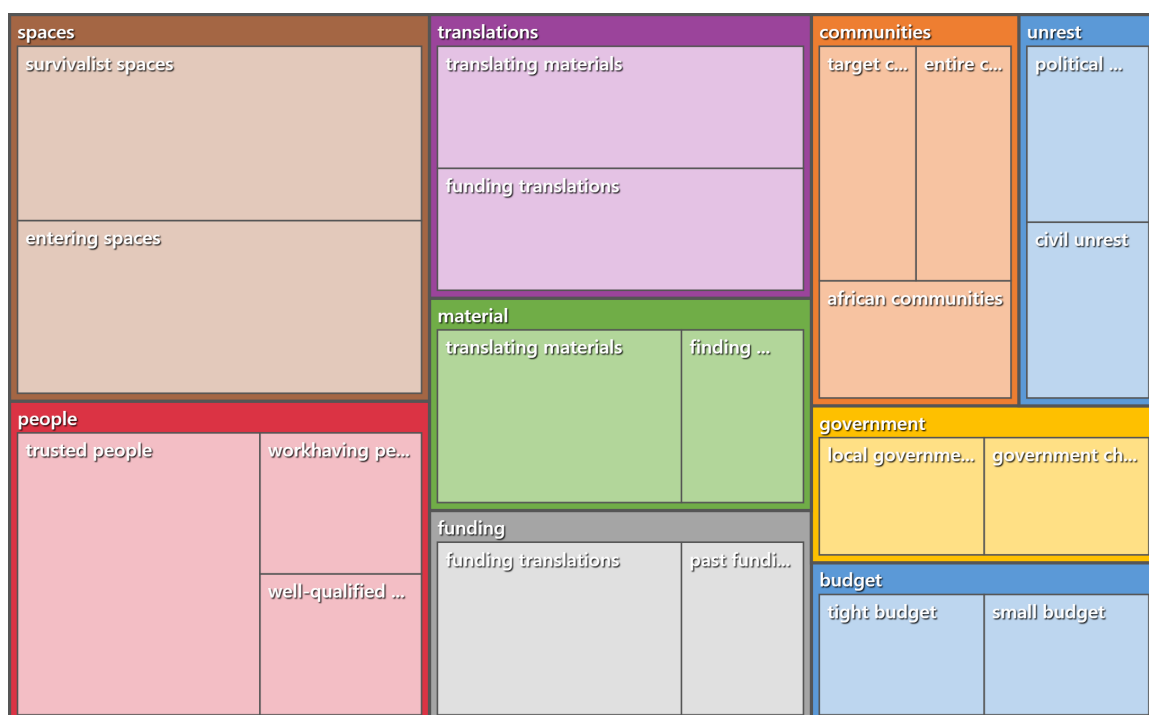 spaces
survivalist spaces
entering spaces
people
trusted people
workhaving pe...
well-qualified ...
translations
translating materials
funding translations
material
translating materials
finding ...
funding
funding translations
past fundi...
communities
target c...
entire c...
african communities
unrest
political ...
civil unrest
government
local governme...
government ch...
budget
tight budget
small budget